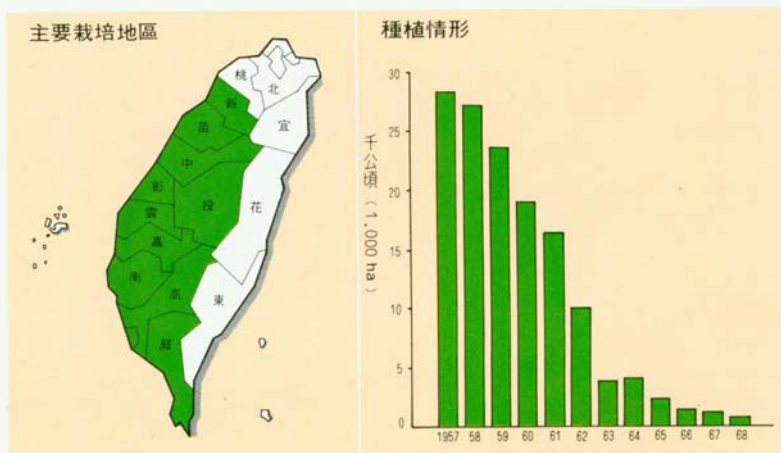 主要栽培地區
桃
北
新
宜
苗
中
彰
投
花
雲
嘉
南
高
東
屏
種植情形
千公頃(1,000 ha)
30
25
20
15
10
5
0
1957 58 59 60 61 62 63 64 65 66 67 68